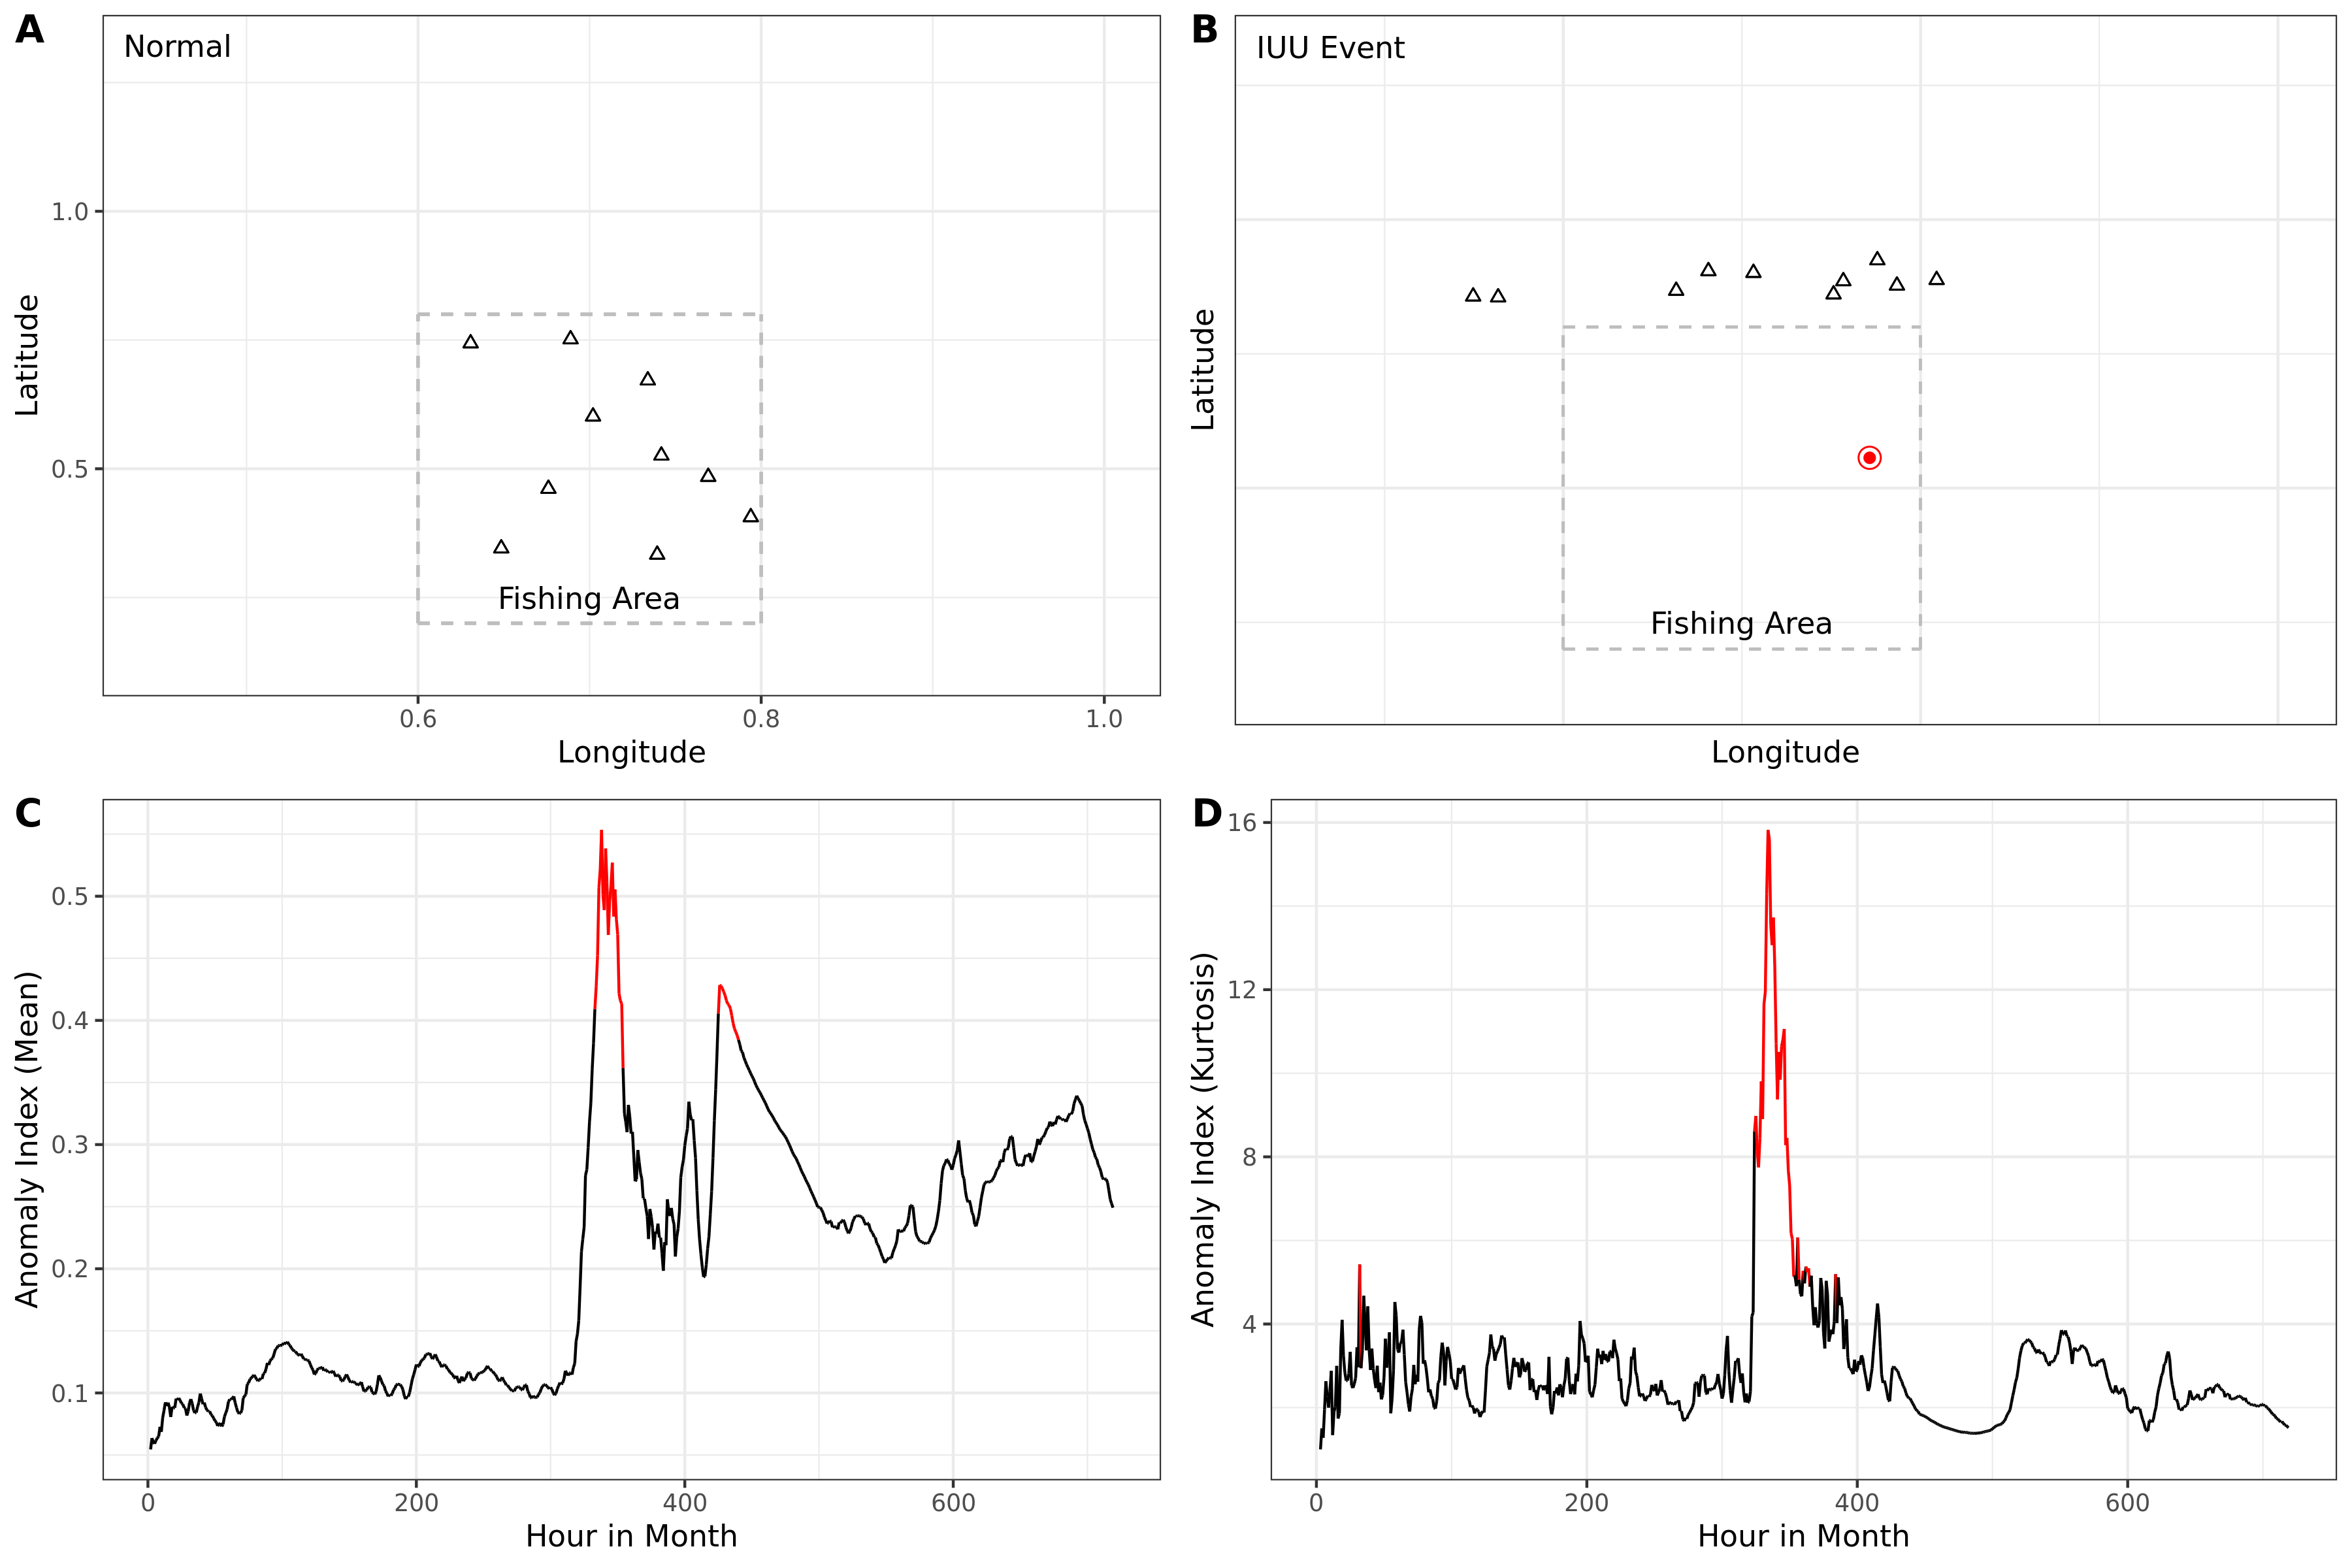 A
Normal
Latitude
1.0
0.5
Fishing Area
0.6 0.8 1.0
Longitude
B
IUU Event
Latitude
Fishing Area
Longitude
C
Anomaly Index (Mean)
0.5
0.4
0.3
0.2
0.1
0 200 400 600
Hour in Month
D
Anomaly Index (Kurtosis)
16
12
8
4
0 200 400 600
Hour in Month